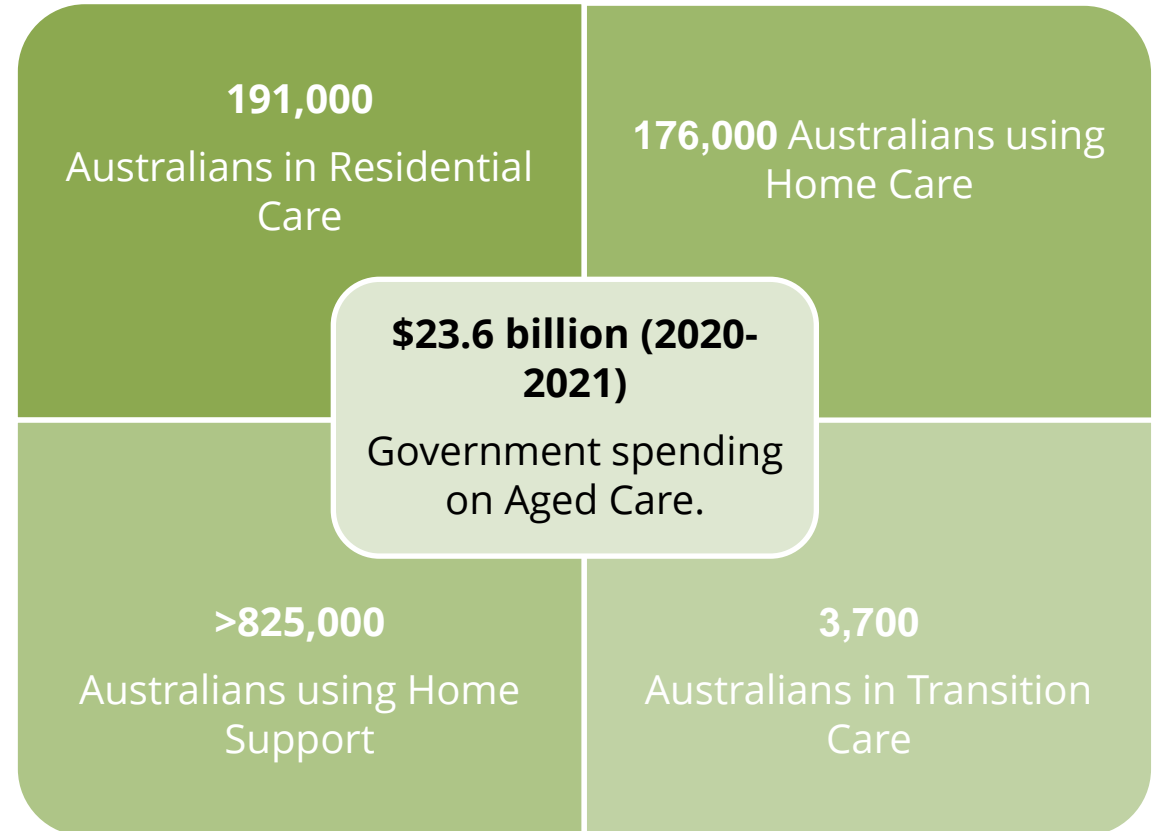 191,000
Australians in Residential
Care
176,000 Australians using
Home Care
$23.6 billion (2020-
2021)
Government spending
on Aged Care.
>825,000
Australians using Home
Support
3,700
Australians in Transition
Care